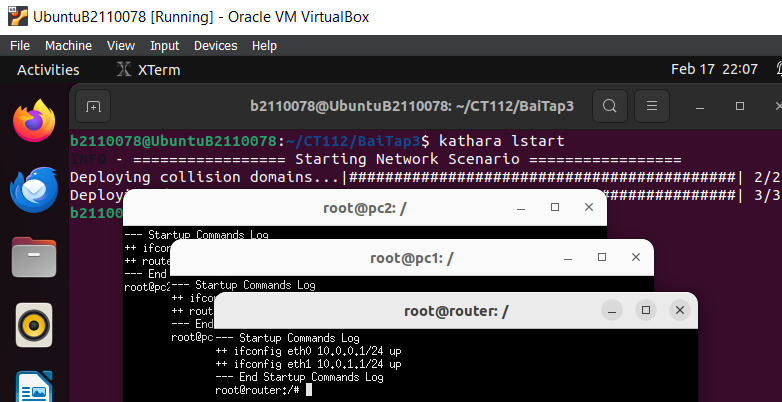 UbuntuB2110078 [Running] - Oracle VM VirtualBox
File Machine View Input Devices Help
Activities XTerm Feb 17 22:07
b2110078@UbuntuB2110078: ~/CT112/BaiTap3
b2110078@UbuntuB2110078:~/CT112/BaiTap3$ kathara lstart
INFO - ================= Starting Network Scenario =================
Deploying collision domains...|##########################################| 2/2
Deploy ################| 3/3
b21100
root@pc2: /
--- Startup Commands Log
++ ifcon
++ route
--- End
root@pc2
root@pc1: /
--- Startup Commands Log
++ ifco
++ rout
--- End
root@pc
root@router: /
--- Startup Commands Log
++ ifconfig eth0 10.0.0.1/24 up
++ ifconfig eth1 10.0.1.1/24 up
--- End Startup Commands Log
root@router:/#